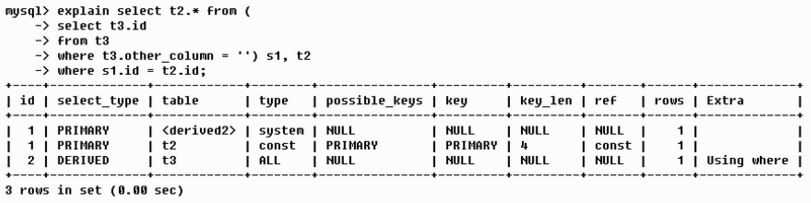 mysql> explain select t2.* from (
    -> select t3.id
    -> from t3
    -> where t3.other_column = '') s1, t2
    -> where s1.id = t2.id;
+----+-------------+------------+--------+---------------+---------+---------+-------+------+-------------+
| id | select_type | table      | type   | possible_keys | key     | key_len | ref   | rows | Extra       |
+----+-------------+------------+--------+---------------+---------+---------+-------+------+-------------+
|  1 | PRIMARY     | <derived2> | system | NULL          | NULL    | NULL    | NULL  |    1 |             |
|  1 | PRIMARY     | t2         | const  | PRIMARY       | PRIMARY | 4       | const |    1 |             |
|  2 | DERIVED     | t3         | ALL    | NULL          | NULL    | NULL    | NULL  |    1 | Using where |
+----+-------------+------------+--------+---------------+---------+---------+-------+------+-------------+
3 rows in set (0.00 sec)